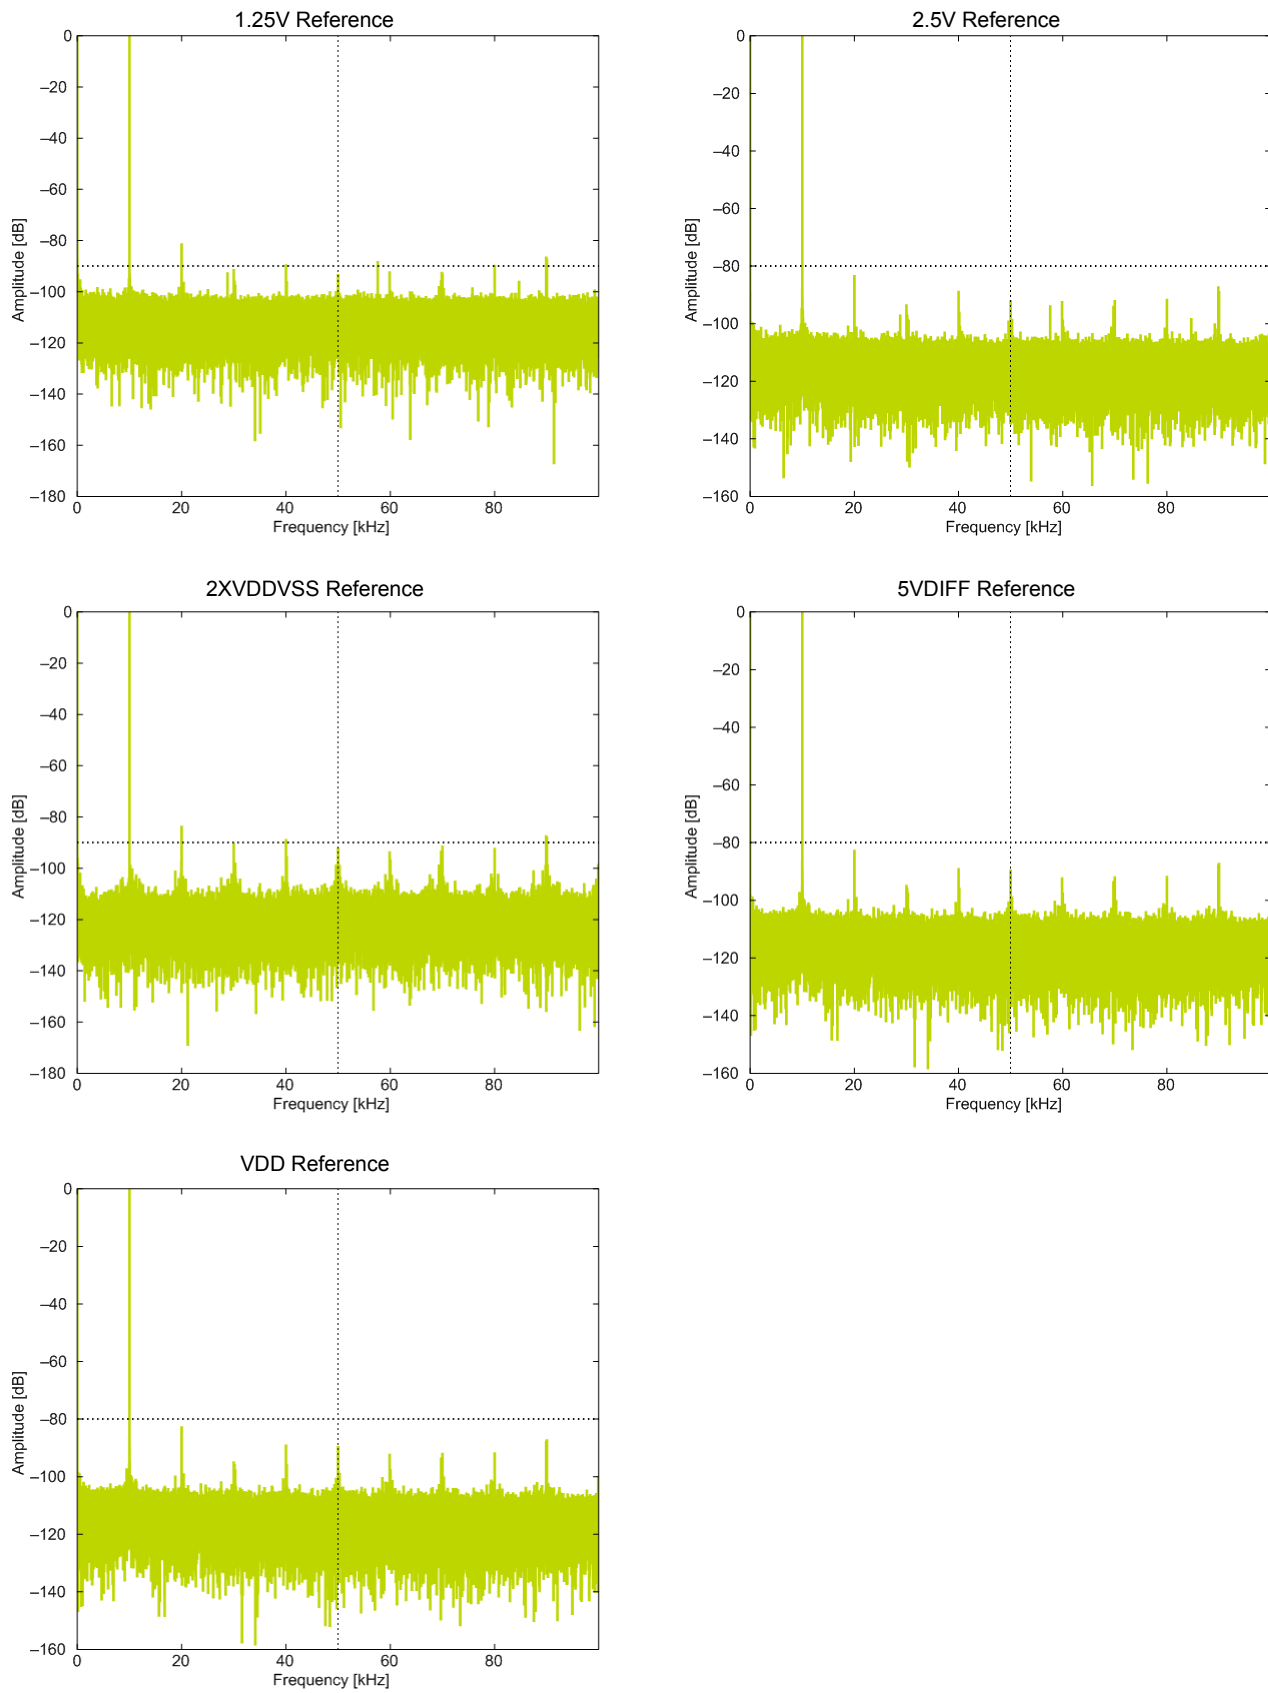 1.25V Reference
0
–20
–40
–60
–80
–100
–120
–140
–160
–180
Amplitude [dB]
0 20 40 60 80
Frequency [kHz]
2.5V Reference
0
–20
–40
–60
–80
–100
–120
–140
–160
Amplitude [dB]
0 20 40 60 80
Frequency [kHz]
2XVDDVSS Reference
0
–20
–40
–60
–80
–100
–120
–140
–160
–180
Amplitude [dB]
0 20 40 60 80
Frequency [kHz]
5VDIFF Reference
0
–20
–40
–60
–80
–100
–120
–140
–160
Amplitude [dB]
0 20 40 60 80
Frequency [kHz]
VDD Reference
0
–20
–40
–60
–80
–100
–120
–140
–160
Amplitude [dB]
0 20 40 60 80
Frequency [kHz]